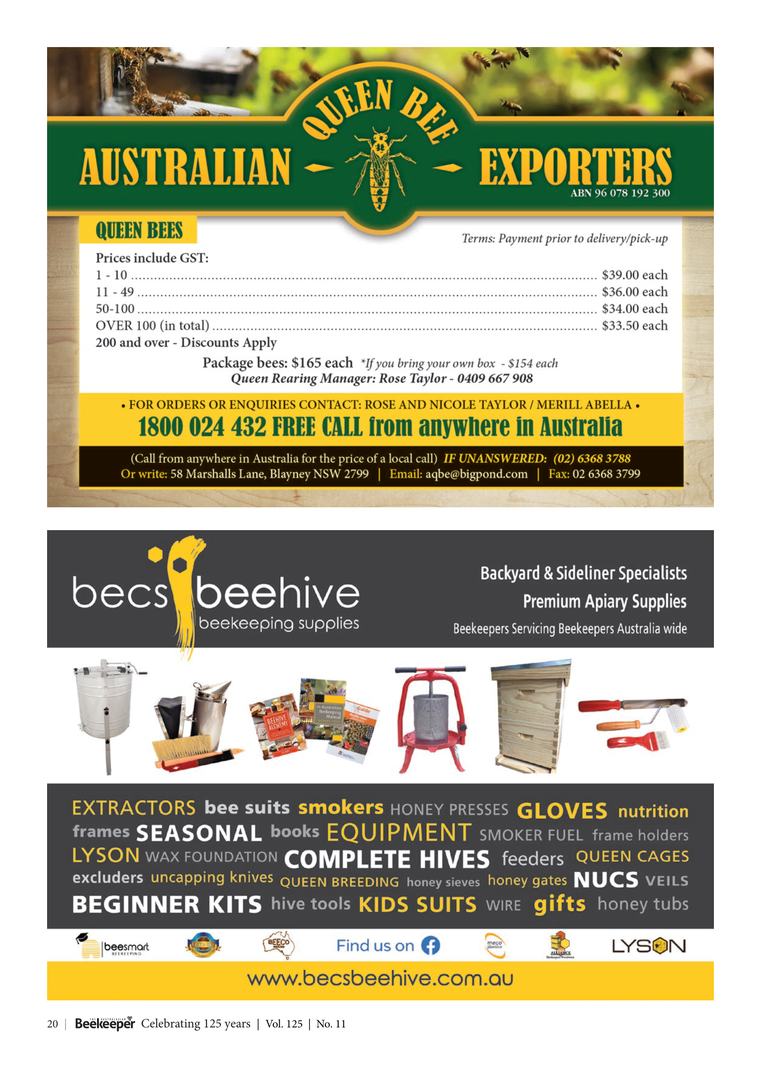 QUEEN BEE
AUSTRALIAN EXPORTERS
ABN 96 078 192 300
QUEEN BEES
Terms: Payment prior to delivery/pick-up
Prices include GST:
1 - 10 ........ $39.00 each
11 - 49 ........ $36.00 each
50-100 ........ $34.00 each
OVER 100 (in total) ........ $33.50 each
200 and over - Discounts Apply
Package bees: $165 each *If you bring your own box - $154 each
Queen Rearing Manager: Rose Taylor - 0409 667 908
• FOR ORDERS OR ENQUIRIES CONTACT: ROSE AND NICOLE TAYLOR / MERILL ABELLA •
1800 024 432 FREE CALL from anywhere in Australia
(Call from anywhere in Australia for the price of a local call) IF UNANSWERED: (02) 6368 3788
Or write: 58 Marshalls Lane, Blayney NSW 2799 | Email: aqbe@bigpond.com | Fax: 02 6368 3799
becs beehive
beekeeping supplies
Backyard & Sideliner Specialists
Premium Apiary Supplies
Beekeepers Servicing Beekeepers Australia wide
EXTRACTORS bee suits smokers HONEY PRESSES GLOVES nutrition
frames SEASONAL books EQUIPMENT SMOKER FUEL frame holders
LYSON WAX FOUNDATION COMPLETE HIVES feeders QUEEN CAGES
excluders uncapping knives QUEEN BREEDING honey sieves honey gates NUCS VEILS
BEGINNER KITS hive tools KIDS SUITS WIRE gifts honey tubs
beesmart
BEEKEEPING
BEECO
Find us on
ALLIANCE
LYSON
www.becsbeehive.com.au
20 | Beekeeper Celebrating 125 years | Vol. 125 | No. 11